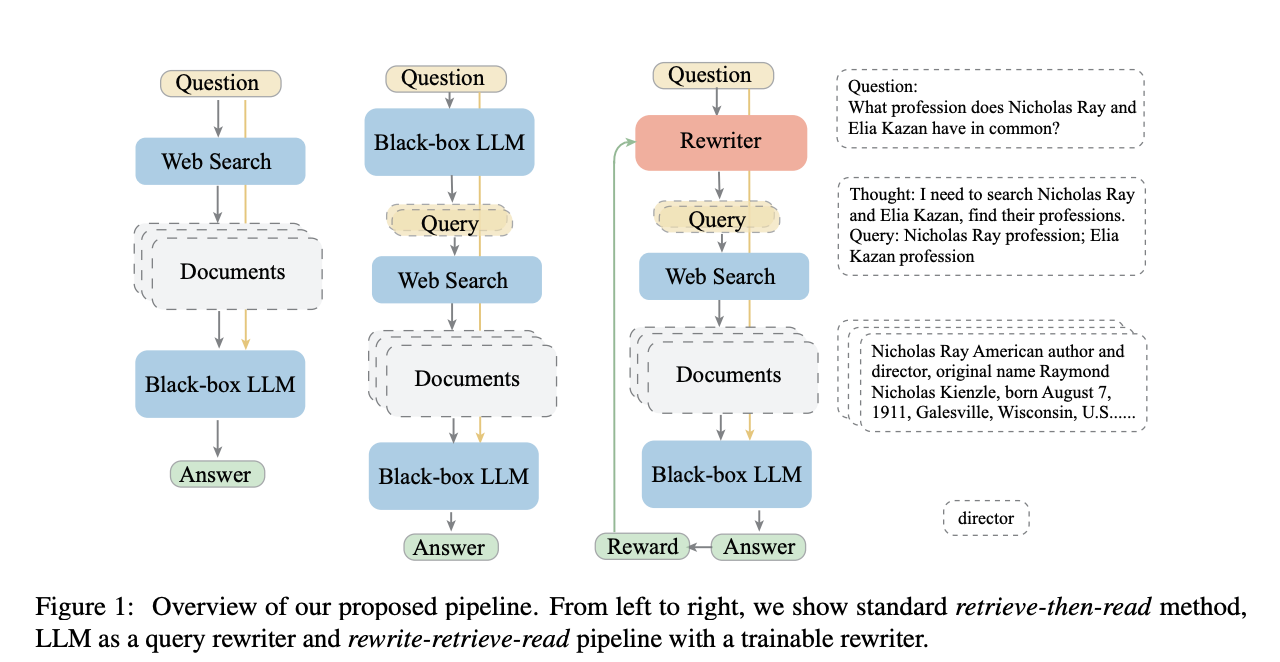 Question
Web Search
Documents
Black-box LLM
Answer
Question
Black-box LLM
Query
Web Search
Documents
Black-box LLM
Answer
Question
Rewriter
Query
Web Search
Documents
Black-box LLM
Reward
Answer
Question:
What profession does Nicholas Ray and
Elia Kazan have in common?
Thought: I need to search Nicholas Ray
and Elia Kazan, find their professions.
Query: Nicholas Ray profession; Elia
Kazan profession
Nicholas Ray American author and
director, original name Raymond
Nicholas Kienzle, born August 7,
1911, Galesville, Wisconsin, U.S......
director
Figure 1: Overview of our proposed pipeline. From left to right, we show standard retrieve-then-read method,
LLM as a query rewriter and rewrite-retrieve-read pipeline with a trainable rewriter.